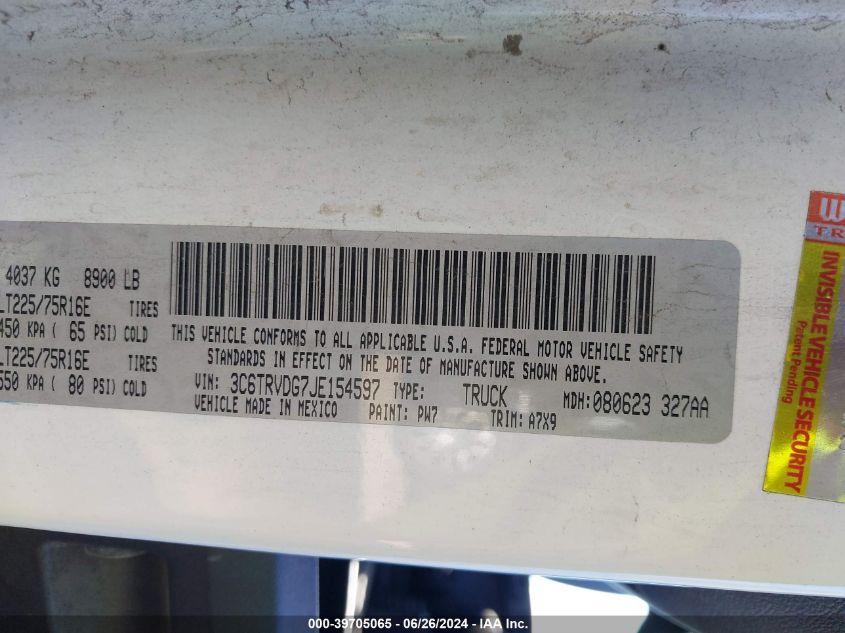 4037 KG 8900 LB
LT225/75R16E TIRES
450 KPA ( 65 PSI) COLD
LT225/75R16E TIRES
550 KPA ( 80 PSI) COLD
THIS VEHICLE CONFORMS TO ALL APPLICABLE U.S.A. FEDERAL MOTOR VEHICLE SAFETY
STANDARDS IN EFFECT ON THE DATE OF MANUFACTURE SHOWN ABOVE.
VIN: 3C6TRVDG7JE154597 TYPE: TRUCK MDH: 080623 327AA
VEHICLE MADE IN MEXICO PAINT: PW7 TRIM: A7X9
INVISIBLE VEHICLE SECURITY
Patent Pending
000-39705065 - 06/26/2024 - IAA Inc.